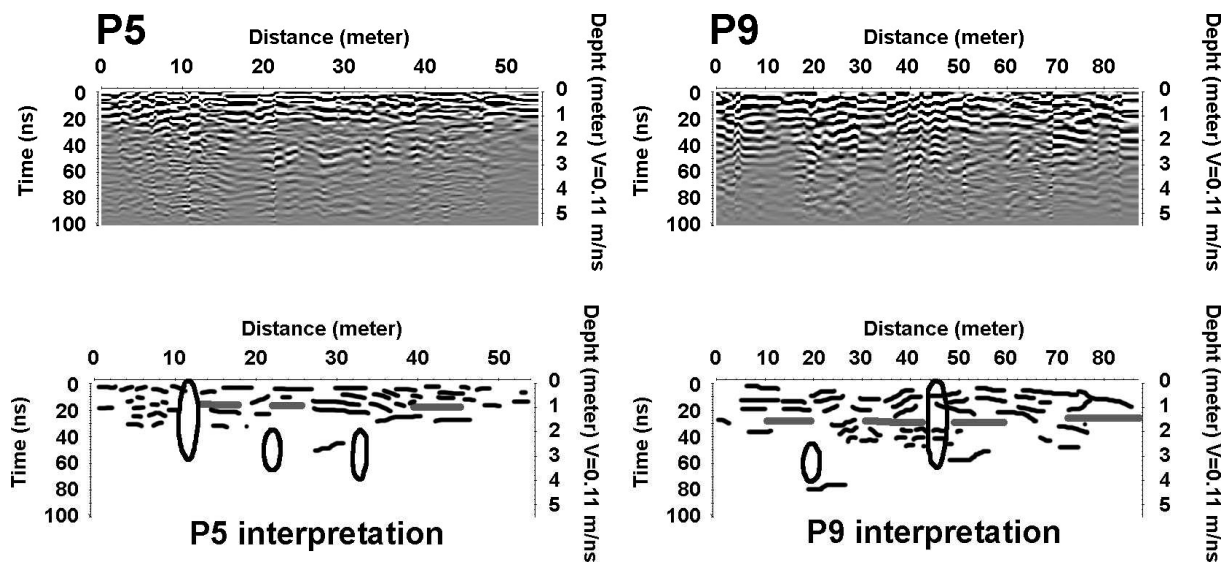 P5
Distance (meter)
0 10 20 30 40 50
Time (ns)
0
20
40
60
80
100
Depht (meter) V=0.11 m/ns
0
1
2
3
4
5
P9
Distance (meter)
0 10 20 30 40 50 60 70 80
Time (ns)
0
20
40
60
80
100
Depht (meter) V=0.11 m/ns
0
1
2
3
4
5
Distance (meter)
0 10 20 30 40 50
Time (ns)
0
20
40
60
80
100
Depht (meter) V=0.11 m/ns
0
1
2
3
4
5
P5 interpretation
Distance (meter)
0 10 20 30 40 50 60 70 80
Time (ns)
0
20
40
60
80
100
Depht (meter) V=0.11 m/ns
0
1
2
3
4
5
P9 interpretation